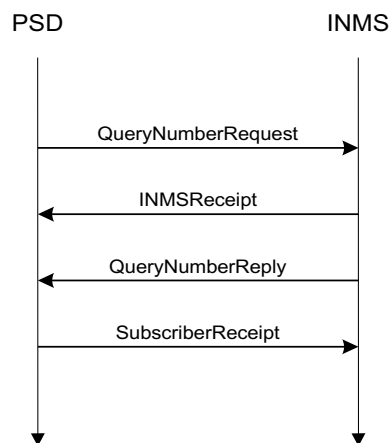 PSD INMS
QueryNumberRequest
INMSReceipt
QueryNumberReply
SubscriberReceipt